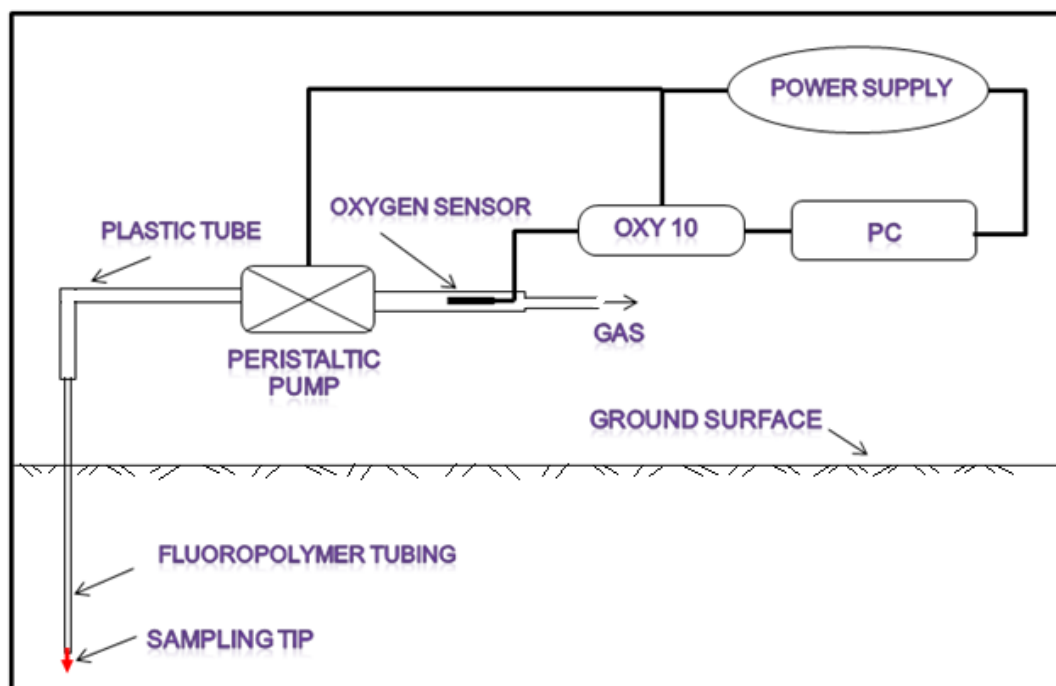 POWER SUPPLY
OXYGEN SENSOR
PLASTIC TUBE
OXY 10
PC
GAS
PERISTALTIC
PUMP
GROUND SURFACE
FLUOROPOLYMER TUBING
SAMPLING TIP